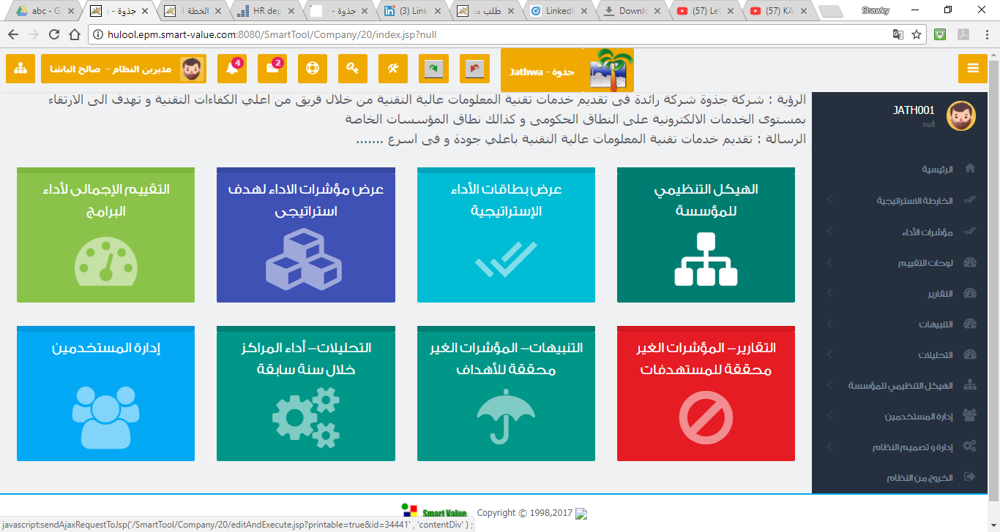 abc - G
جذوة - s
الخطة ال
HR dep
جذوة - s
(3) Link
طلب مد
LinkedI
Downlo
(57) Let
(57) KA
Shawky
hulool.epm.smart-value.com:8080/SmartTool/Company/20/index.jsp?null
مديرين النظام - صالح الباشا
4
2
جذوة - Jathwa
الرؤية : شركة جذوة شركة رائدة فى تقديم خدمات تقنية المعلومات عالية التقنية من خلال فريق من اعلي الكفاءات التقنية و تهدف الى الارتقاء
بمستوى الخدمات الالكترونية على النطاق الحكومى و كذالك نطاق المؤسسات الخاصة
الرسالة : تقديم خدمات تقنية المعلومات عالية التقنية باعلي جودة و فى اسرع .......
JATH001
null
الرئيسية
الخارطة الاستراتيجية
مؤشرات الأداء
لوحات التقييم
التقارير
التنبيهات
التحليلات
الهيكل التنظيمي للمؤسسة
إدارة المستخدمين
إدارة و تصميم النظام
الخروج من النظام
الهيكل التنظيمي
للمؤسسة
عرض بطاقات الأداء
الإستراتيجية
عرض مؤشرات الاداء لهدف
استراتيجى
التقييم الإجمالى لأداء
البرامج
التقارير- المؤشرات الغير
محققة للمستهدفات
التنبيهات- المؤشرات الغير
محققة للأهداف
التحليلات- أداء المراكز
خلال سنة سابقة
إدارة المستخدمين
Smart Value
Copyright © 1998,2017
javascript:sendAjaxRequestToJsp('/SmartTool/Company/20/editAndExecute.jsp?printable=true&id=34441' , 'contentDiv' ) ;